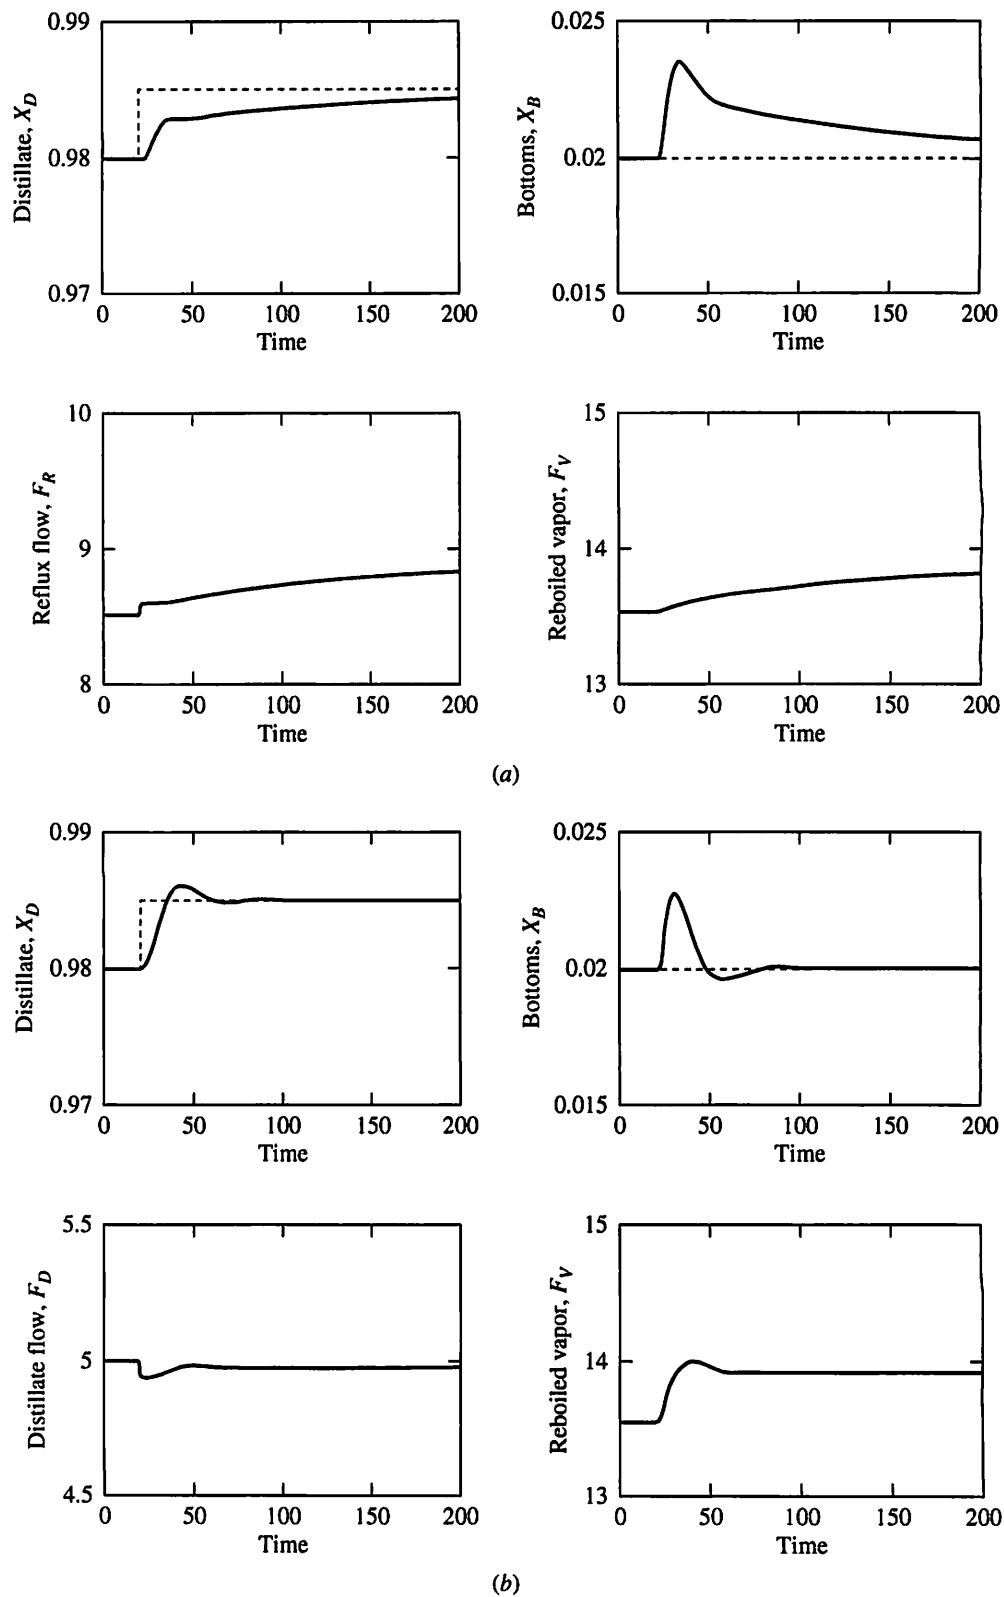 0.99
0.98
0.97
Distillate, X_D
0 50 100 150 200
Time
0.025
0.02
0.015
Bottoms, X_B
0 50 100 150 200
Time
10
9
8
Reflux flow, F_R
0 50 100 150 200
Time
15
14
13
Reboiled vapor, F_V
0 50 100 150 200
Time
(a)
0.99
0.98
0.97
Distillate, X_D
0 50 100 150 200
Time
0.025
0.02
0.015
Bottoms, X_B
0 50 100 150 200
Time
5.5
5
4.5
Distillate flow, F_D
0 50 100 150 200
Time
15
14
13
Reboiled vapor, F_V
0 50 100 150 200
Time
(b)